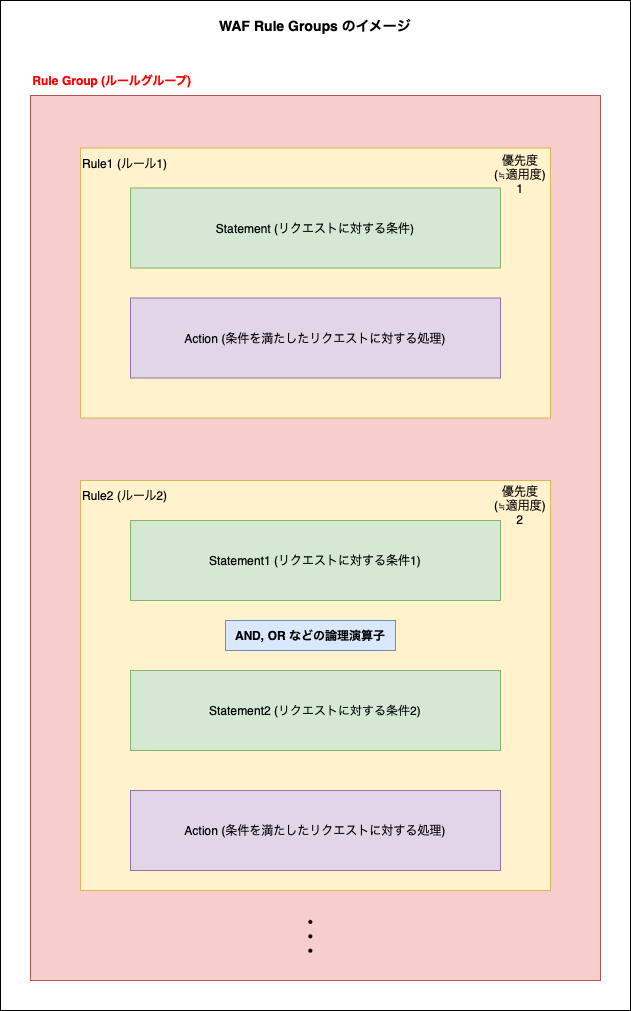 WAF Rule Groups のイメージ
Rule Group (ルールグループ)
Rule1 (ルール1)
優先度
(≒適用度)
1
Statement (リクエストに対する条件)
Action (条件を満たしたリクエストに対する処理)
Rule2 (ルール2)
優先度
(≒適用度)
2
Statement1 (リクエストに対する条件1)
AND, OR などの論理演算子
Statement2 (リクエストに対する条件2)
Action (条件を満たしたリクエストに対する処理)